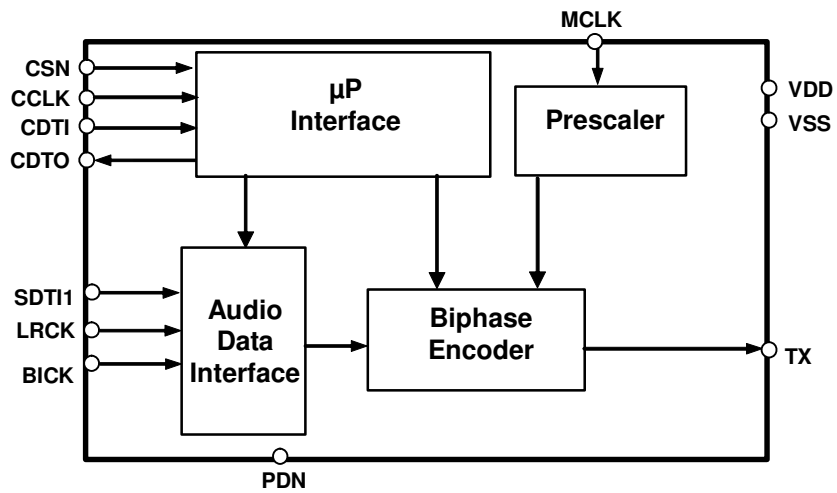 MCLK
CSN
CCLK
CDTI
CDTO
µP
Interface
Prescaler
VDD
VSS
SDTI1
LRCK
BICK
Audio
Data
Interface
Biphase
Encoder
TX
PDN